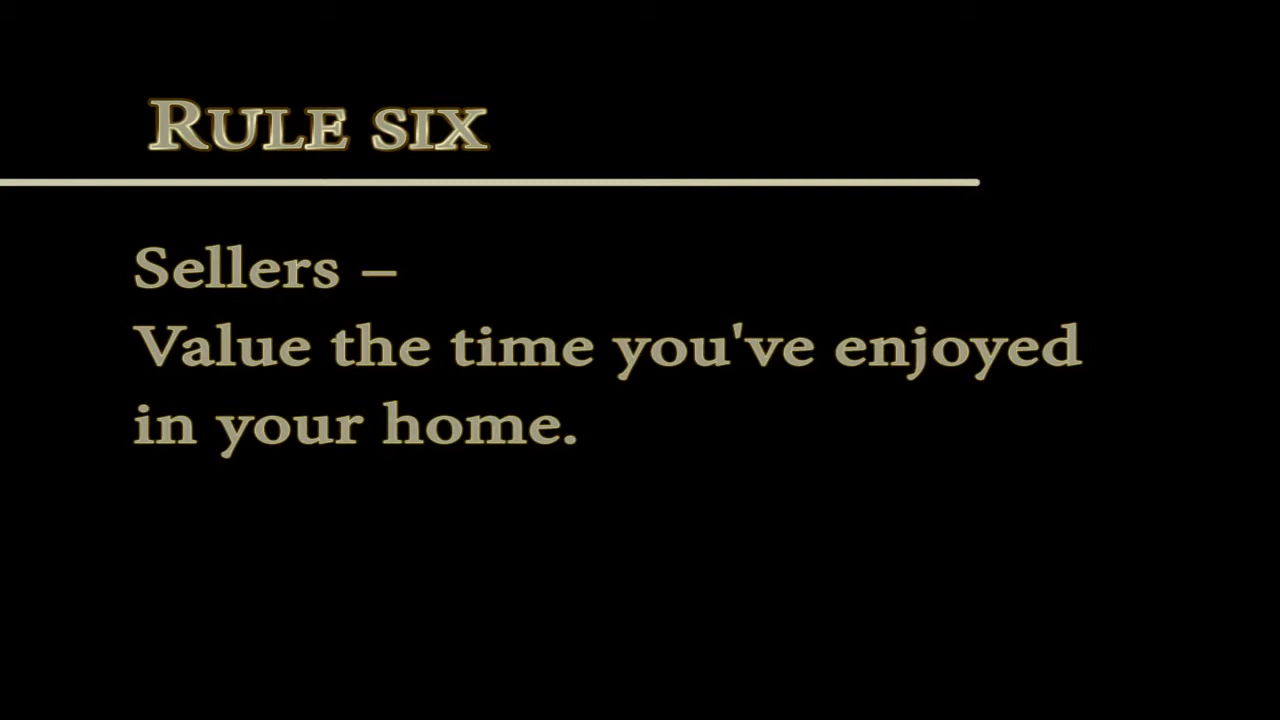 RULE SIX
Sellers –
Value the time you've enjoyed
in your home.